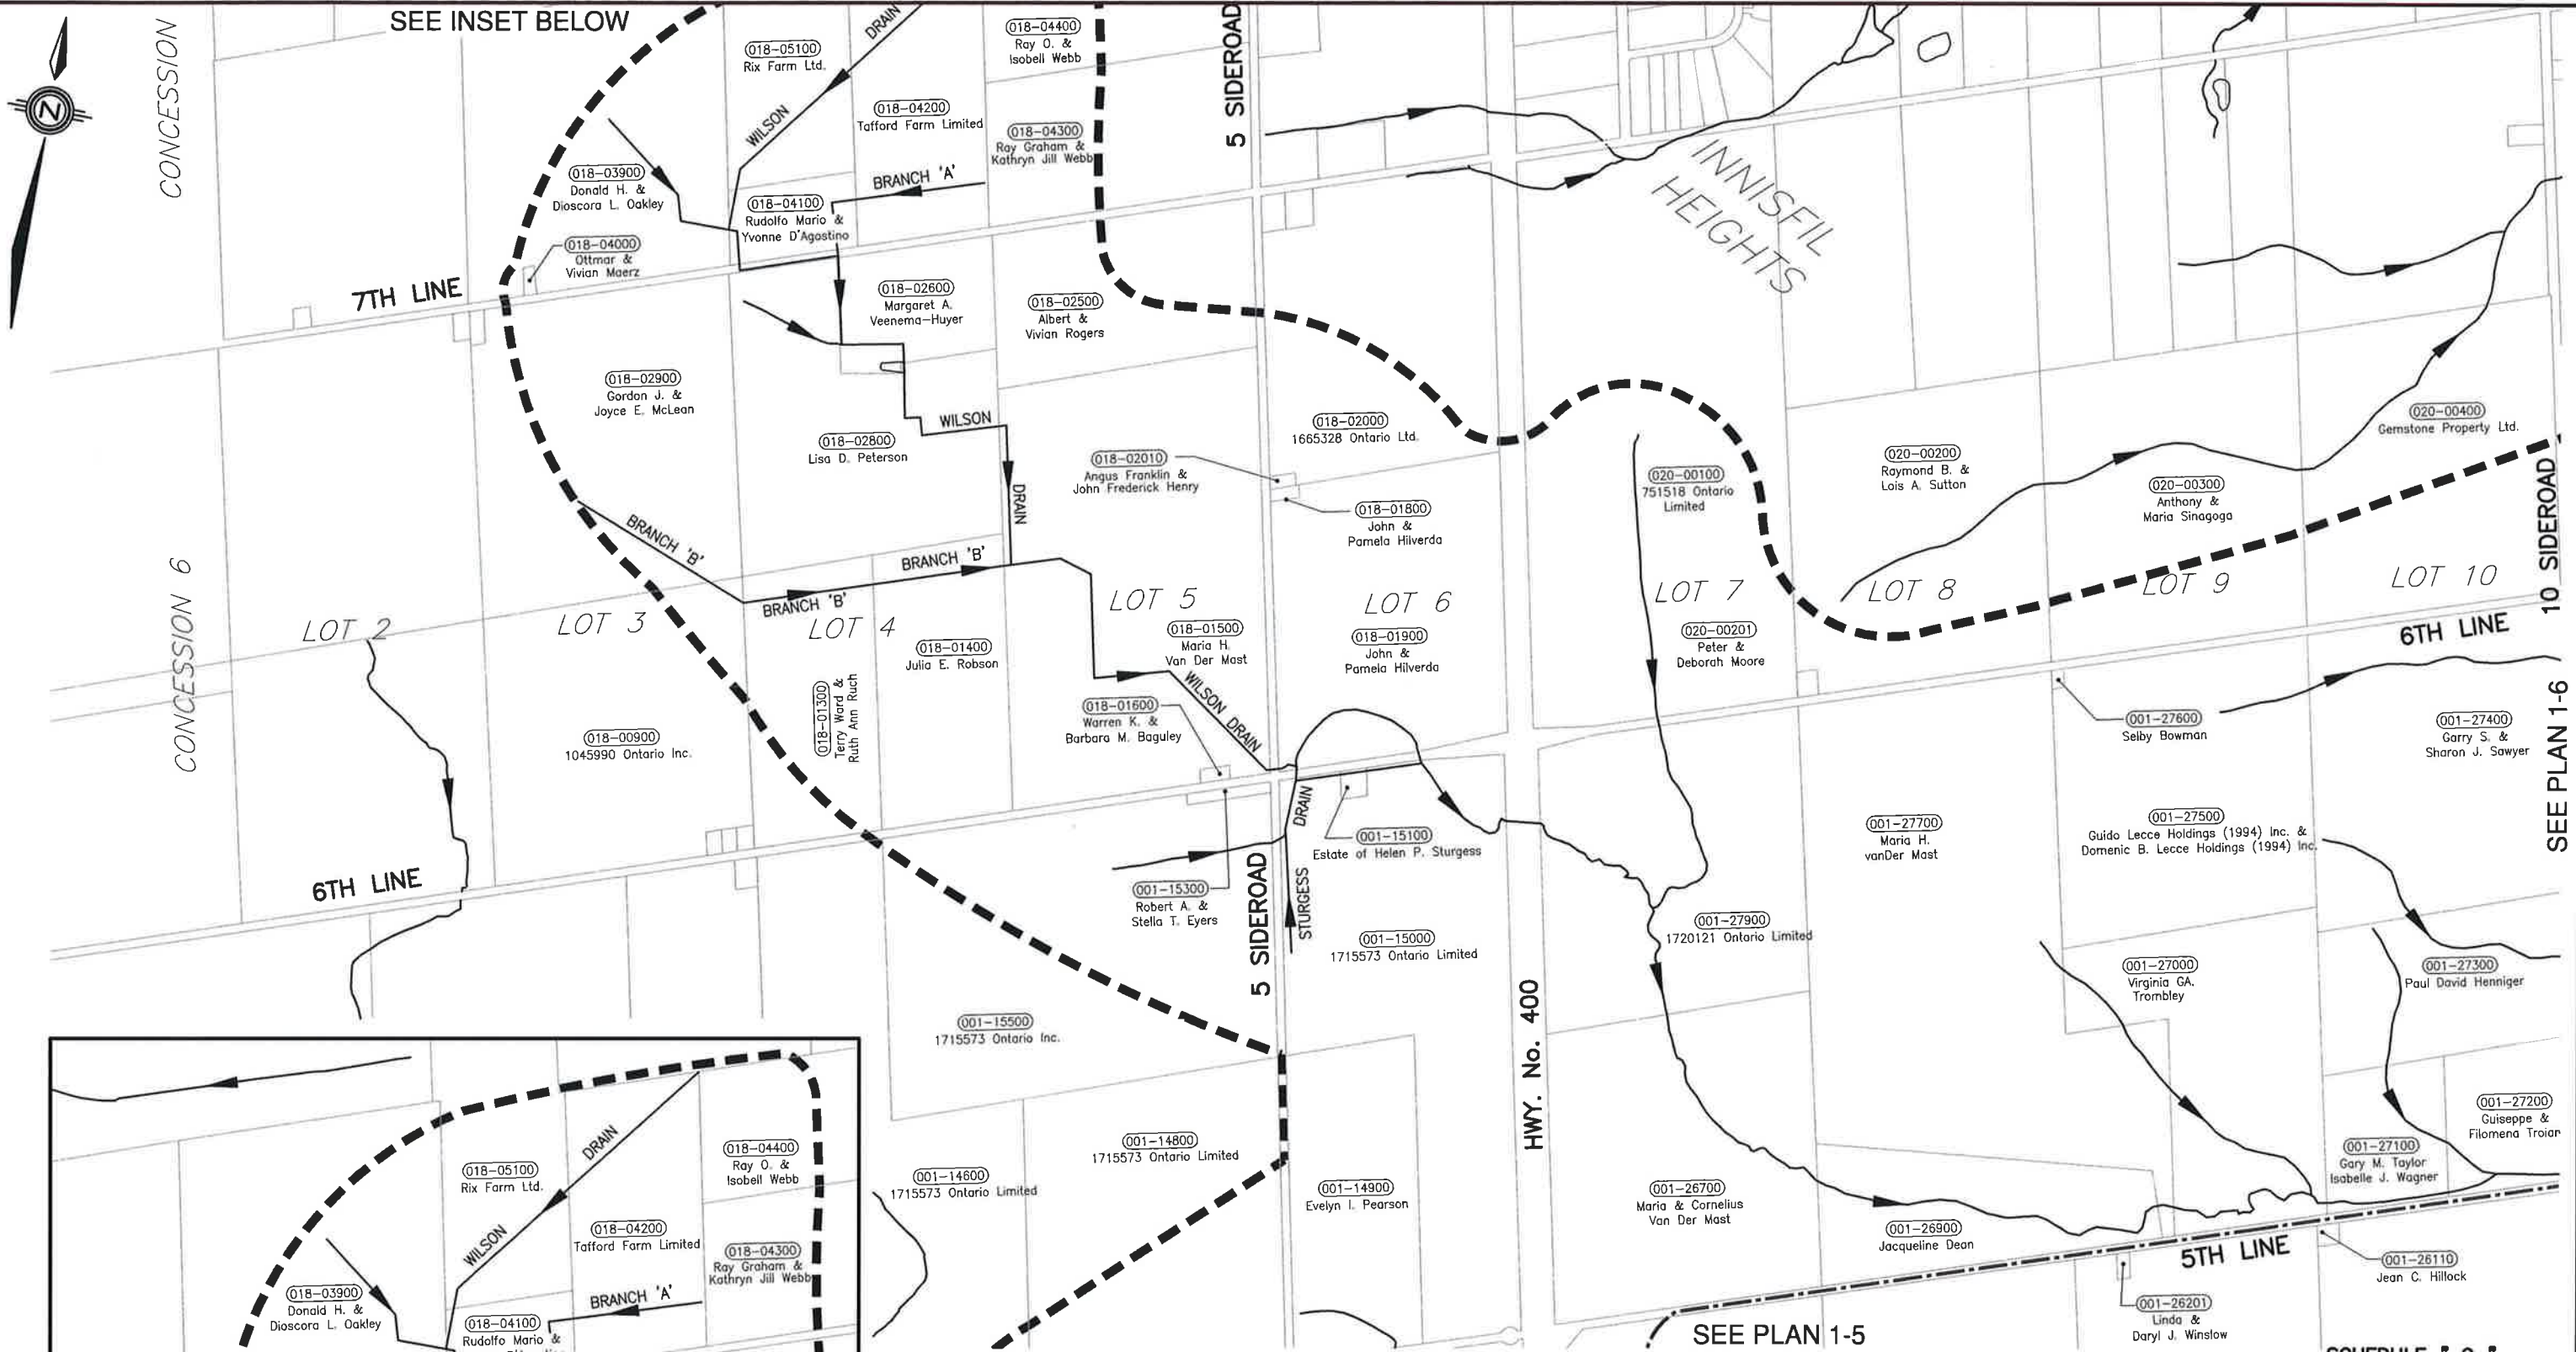 SEE INSET BELOW
N
CONCESSION
018-05100
Rix Farm Ltd.
DRAIN
WILSON
018-04400
Ray O. &
Isobell Webb
018-04200
Tafford Farm Limited
018-04300
Ray Graham &
Kathryn Jill Webb
5 SIDEROAD
018-03900
Donald H. &
Dioscora L. Oakley
BRANCH 'A'
018-04100
Rudolfo Mario &
Yvonne D'Agostino
018-04000
Ottmar &
Vivian Maerz
INNISFIL
HEIGHTS
7TH LINE
018-02600
Margaret A.
Veenema-Huyer
018-02500
Albert &
Vivian Rogers
018-02900
Gordon J. &
Joyce E. McLean
018-02800
Lisa D. Peterson
WILSON
DRAIN
018-02000
1665328 Ontario Ltd.
018-02010
Angus Franklin &
John Frederick Henry
018-01800
John &
Pamela Hilverda
020-00100
751518 Ontario
Limited
020-00200
Raymond B. &
Lois A. Sutton
020-00400
Gemstone Property Ltd.
020-00300
Anthony &
Maria Sinagoga
10 SIDEROAD
BRANCH 'B'
BRANCH 'B'
BRANCH 'B'
CONCESSION 6
LOT 2
LOT 3
LOT 4
LOT 5
LOT 6
LOT 7
LOT 8
LOT 9
LOT 10
018-01400
Julia E. Robson
018-01500
Maria H.
Van Der Mast
018-01900
John &
Pamela Hilverda
020-00201
Peter &
Deborah Moore
6TH LINE
018-00900
1045990 Ontario Inc.
018-01300
Terry Ward &
Ruth Ann Ruch
018-01600
Warren K. &
Barbara M. Baguley
WILSON DRAIN
001-27600
Selby Bowman
001-27400
Garry S. &
Sharon J. Sawyer
SEE PLAN 1-6
6TH LINE
001-15300
Robert A. &
Stella T. Eyers
5 SIDEROAD
DRAIN
STURGESS
001-15100
Estate of Helen P. Sturgess
001-15000
1715573 Ontario Limited
001-27700
Maria H.
vanDer Mast
001-27500
Guido Lecce Holdings (1994) Inc. &
Domenic B. Lecce Holdings (1994) Inc.
001-27900
1720121 Ontario Limited
001-27000
Virginia GA.
Trombley
001-27300
Paul David Henniger
HWY. No. 400
001-15500
1715573 Ontario Inc.
001-14800
1715573 Ontario Limited
001-14600
1715573 Ontario Limited
001-14900
Evelyn I. Pearson
001-26700
Maria & Cornelius
Van Der Mast
001-26900
Jacqueline Dean
001-27100
Gary M. Taylor
Isabelle J. Wagner
001-27200
Guiseppe &
Filomena Troian
5TH LINE
001-26110
Jean C. Hillock
001-26201
Linda &
Daryl J. Winslow
SEE PLAN 1-5
018-05100
Rix Farm Ltd.
DRAIN
WILSON
018-04400
Ray O. &
Isobell Webb
018-04200
Tafford Farm Limited
018-04300
Ray Graham &
Kathryn Jill Webb
018-03900
Donald H. &
Dioscora L. Oakley
BRANCH 'A'
018-04100
Rudolfo Mario &